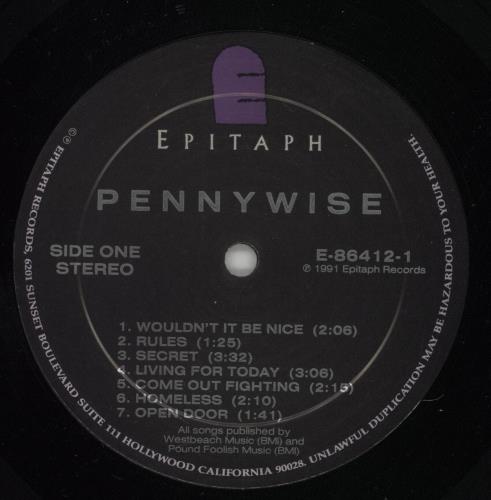 EPITAPH
PENNYWISE
SIDE ONE
STEREO
E-86412-1
℗ 1991 Epitaph Records
1. WOULDN'T IT BE NICE (2:06)
2. RULES (1:25)
3. SECRET (3:32)
4. LIVING FOR TODAY (3:06)
5. COME OUT FIGHTING (2:15)
6. HOMELESS (2:10)
7. OPEN DOOR (1:41)
All songs published by
Westbeach Music (BMI) and
Pound Foolish Music (BMI)
℗ © EPITAPH RECORDS, 6201 SUNSET BOULEVARD SUITE 111 HOLLYWOOD CALIFORNIA 90028. UNLAWFUL DUPLICATION MAY BE HAZARDOUS TO YOUR HEALTH.